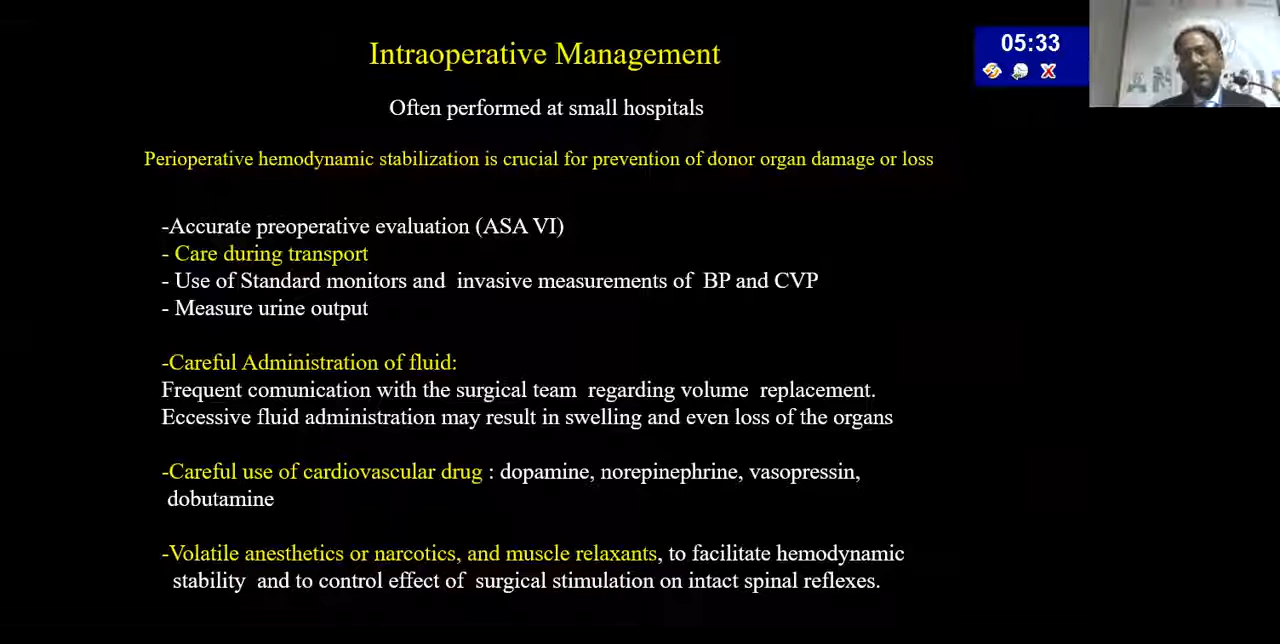 Intraoperative Management
05:33
Often performed at small hospitals
Perioperative hemodynamic stabilization is crucial for prevention of donor organ damage or loss
-Accurate preoperative evaluation (ASA VI)
- Care during transport
- Use of Standard monitors and invasive measurements of BP and CVP
- Measure urine output
-Careful Administration of fluid:
Frequent comunication with the surgical team regarding volume replacement.
Eccessive fluid administration may result in swelling and even loss of the organs
-Careful use of cardiovascular drug : dopamine, norepinephrine, vasopressin,
dobutamine
-Volatile anesthetics or narcotics, and muscle relaxants, to facilitate hemodynamic
stability and to control effect of surgical stimulation on intact spinal reflexes.